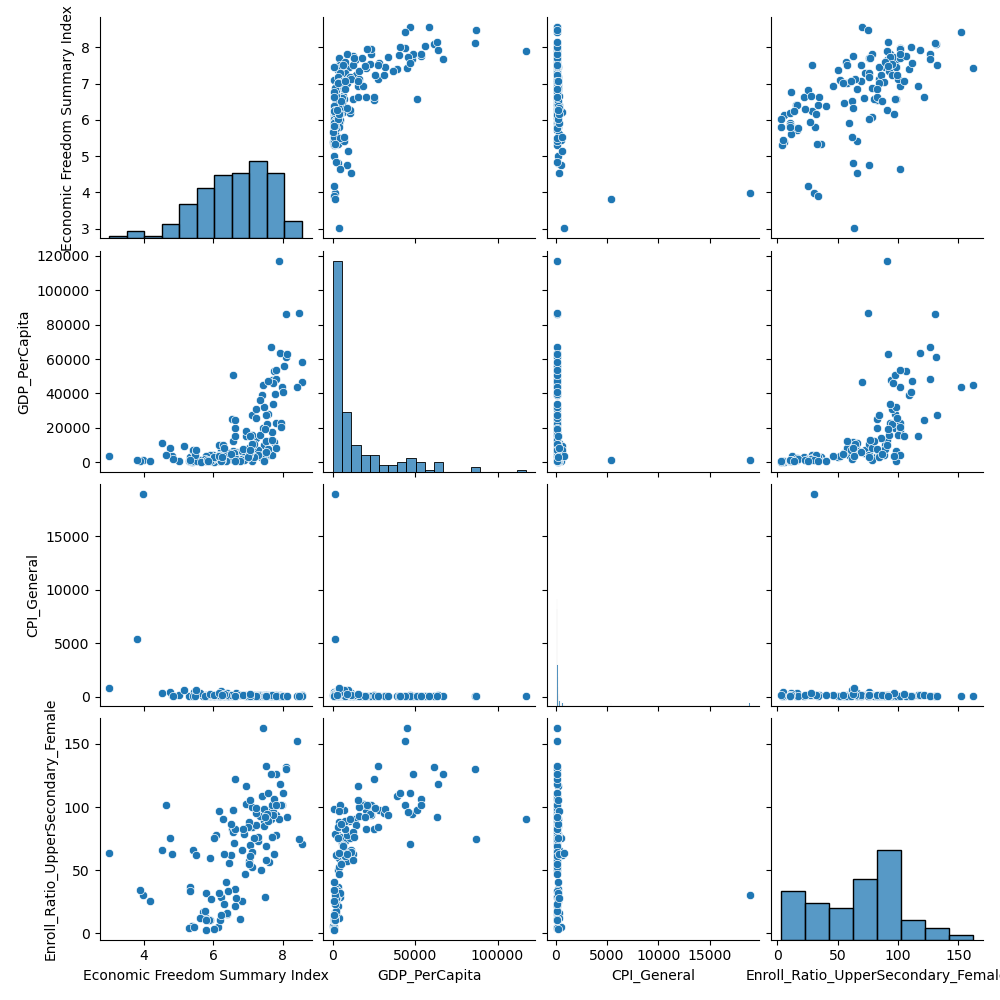 Economic Freedom Summary Index
8
7
6
5
4
3
GDP_PerCapita
120000
100000
80000
60000
40000
20000
0
CPI_General
15000
10000
5000
0
Enroll_Ratio_UpperSecondary_Female
150
100
50
0
4 6 8
0 50000 100000
0 5000 10000 15000
0 50 100 150
Economic Freedom Summary Index
GDP_PerCapita
CPI_General
Enroll_Ratio_UpperSecondary_Femal